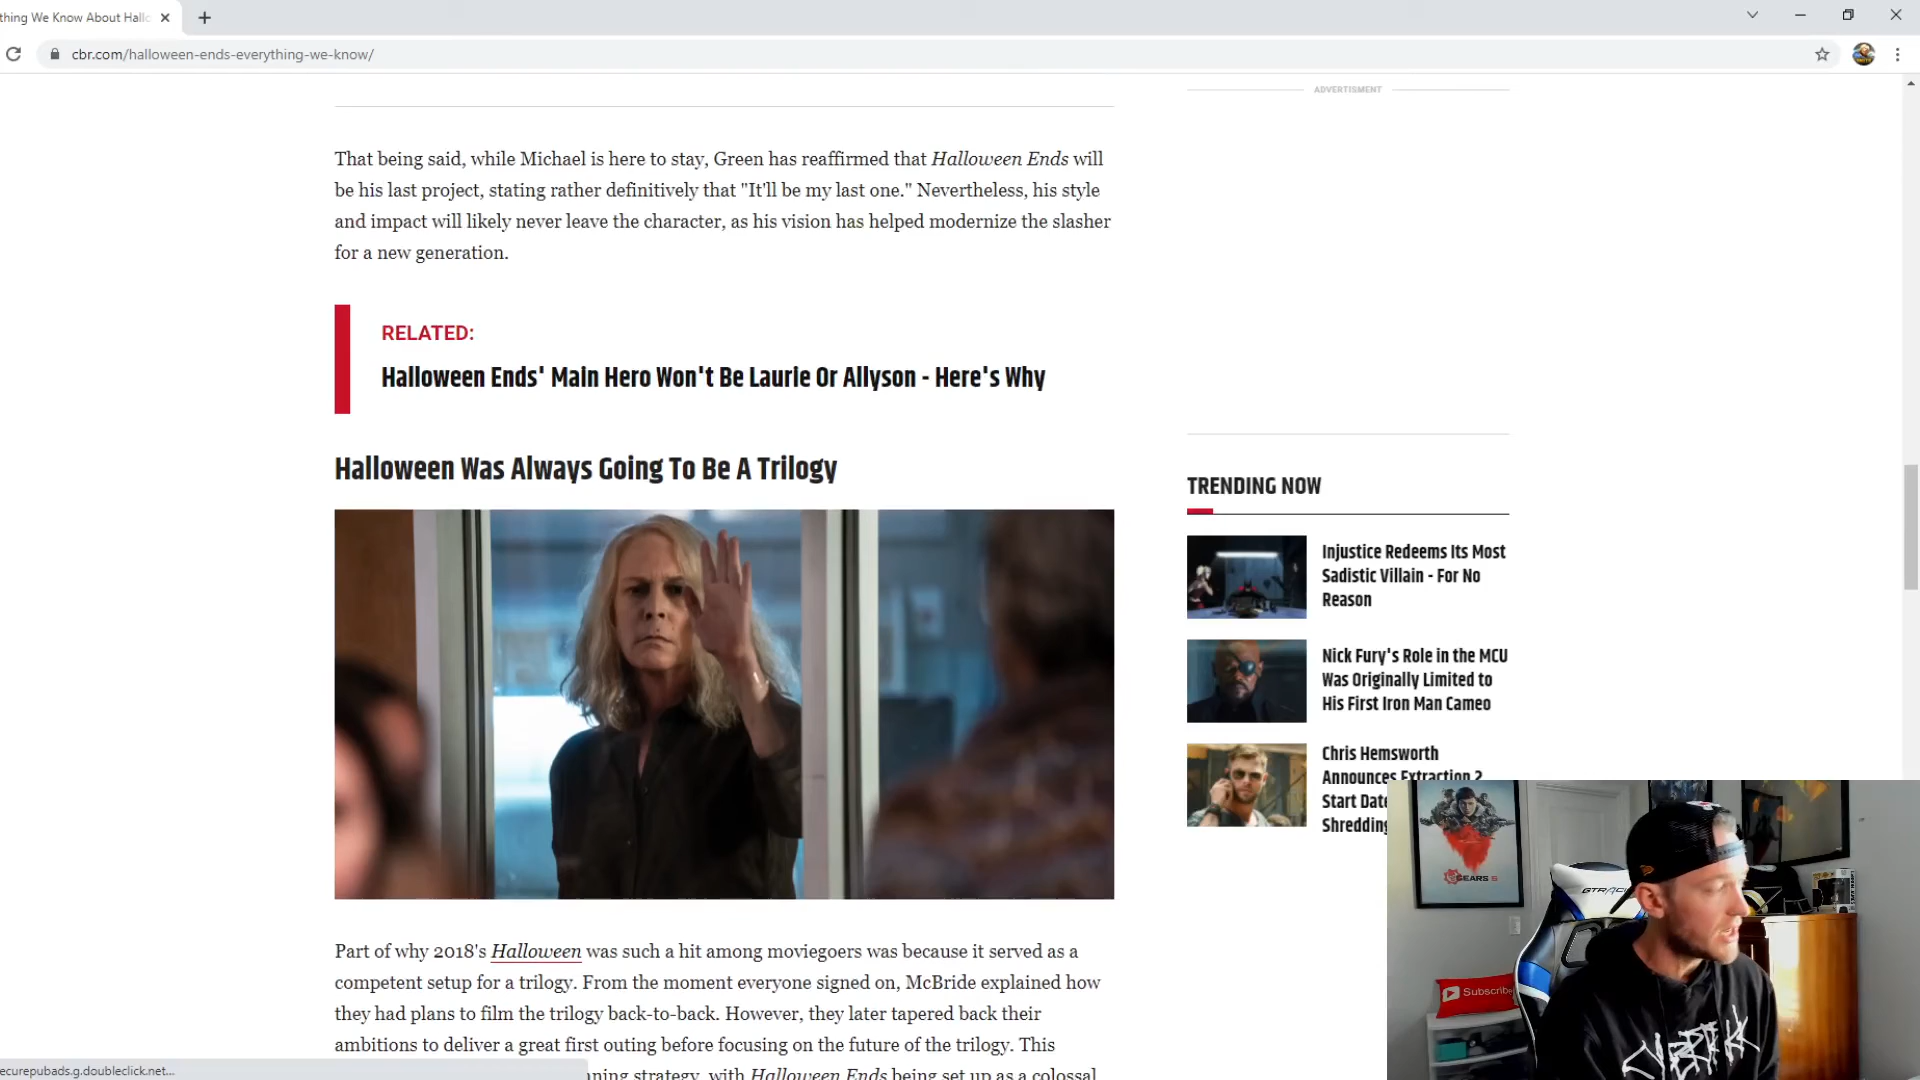 thing We Know About Hall
cbr.com/halloween-ends-everything-we-know/
ADVERTISMENT
That being said, while Michael is here to stay, Green has reaffirmed that Halloween Ends will
be his last project, stating rather definitively that "It'll be my last one." Nevertheless, his style
and impact will likely never leave the character, as his vision has helped modernize the slasher
for a new generation.
RELATED:
Halloween Ends' Main Hero Won't Be Laurie Or Allyson - Here's Why
Halloween Was Always Going To Be A Trilogy
Part of why 2018's Halloween was such a hit among moviegoers was because it served as a
competent setup for a trilogy. From the moment everyone signed on, McBride explained how
they had plans to film the trilogy back-to-back. However, they later tapered back their
ambitions to deliver a great first outing before focusing on the future of the trilogy. This
ning strategy, with Halloween Ends being set up as a colossal
TRENDING NOW
Injustice Redeems Its Most
Sadistic Villain - For No
Reason
Nick Fury's Role in the MCU
Was Originally Limited to
His First Iron Man Cameo
Chris Hemsworth
Announces Extraction 2
Start Date
Shredding
GEARS 5
GTRACI
Subscribe
ecurepubads.g.doubleclick.net...